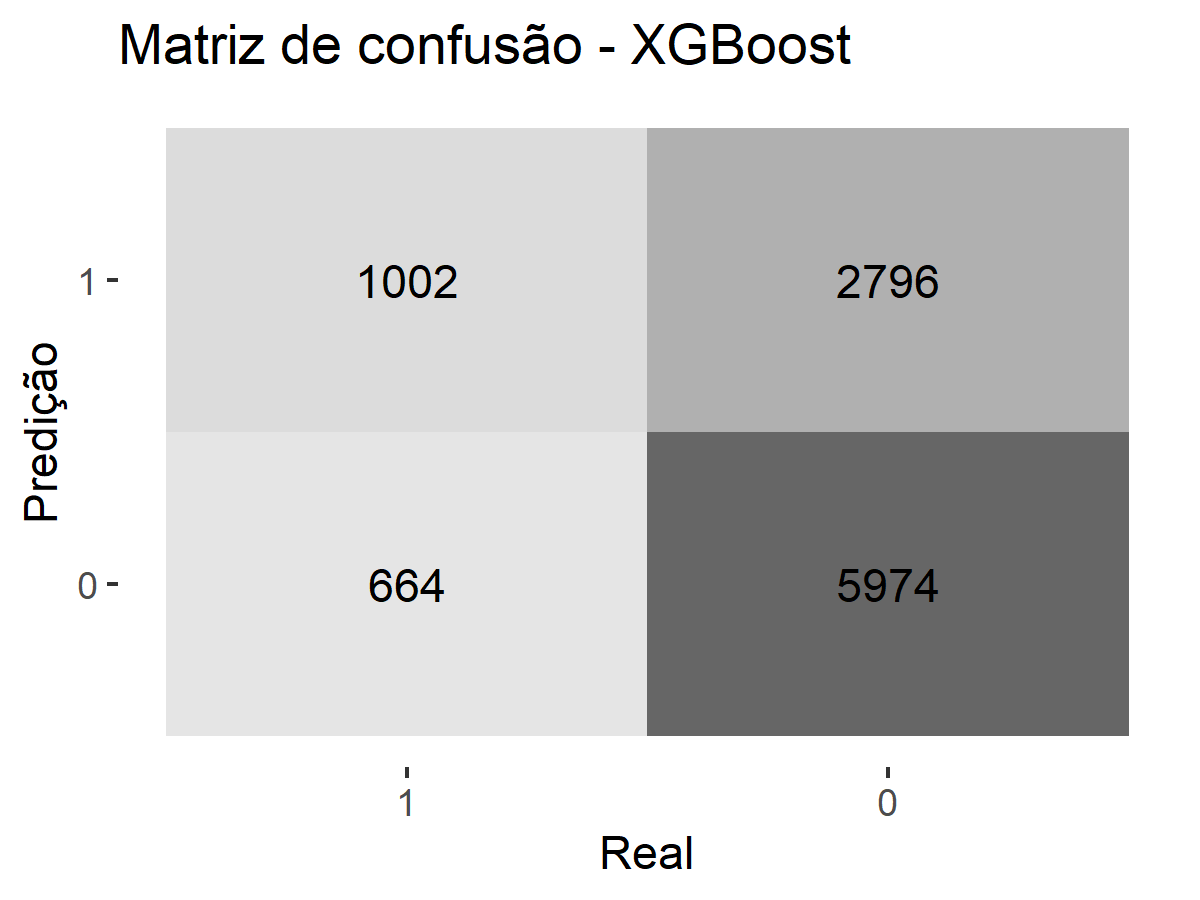 Matriz de confusão - XGBoost
1
1002
2796
Predição
0
664
5974
1
0
Real